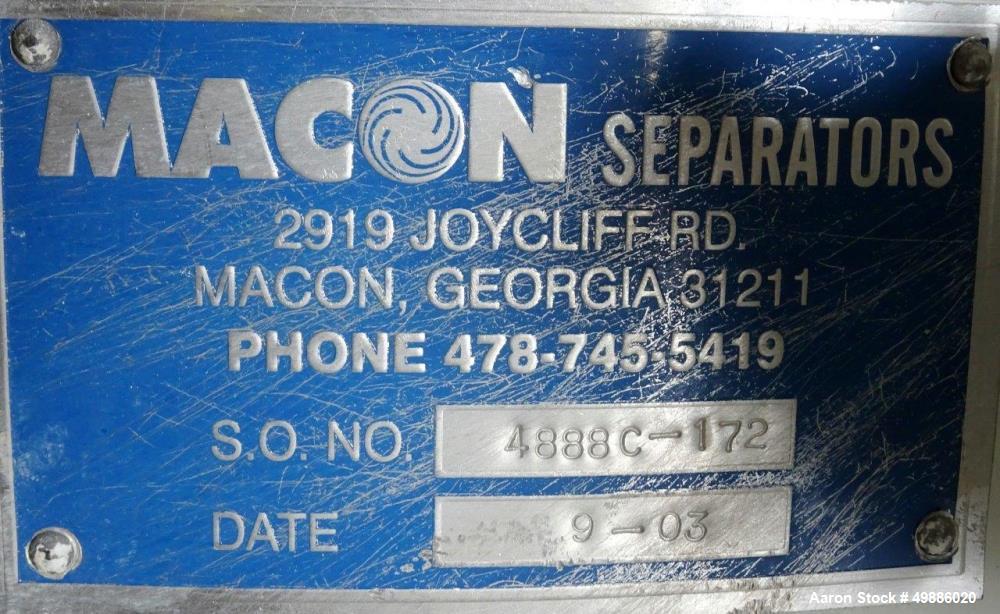 MACON SEPARATORS
2919 JOYCLIFF RD.
MACON, GEORGIA 31211
PHONE 478-745-5419
S.O. NO. 4888C-172
DATE 9-03
Aaron Stock # 49886020